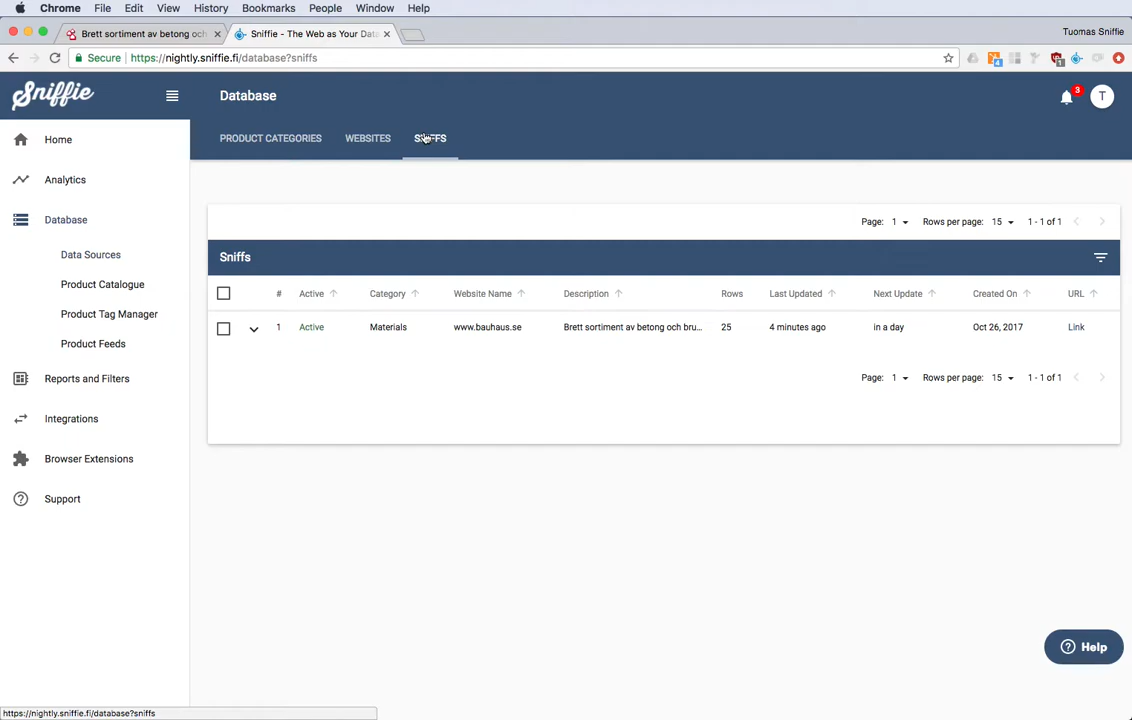 Chrome File Edit View History Bookmarks People Window Help
Brett sortiment av betong och
Sniffie - The Web as Your Data
Tuomas Sniffie
Secure https://nightly.sniffie.fi/database?sniffs
4
1
Sniffie
Database
3
T
PRODUCT CATEGORIES WEBSITES SNIFFS
Home
Analytics
Database
Data Sources
Product Catalogue
Product Tag Manager
Product Feeds
Reports and Filters
Integrations
Browser Extensions
Support
Page: 1 Rows per page: 15 1 - 1 of 1
Sniffs
# Active Category Website Name Description Rows Last Updated Next Update Created On URL
1 Active Materials www.bauhaus.se Brett sortiment av betong och bru... 25 4 minutes ago in a day Oct 26, 2017 Link
Page: 1 Rows per page: 15 1 - 1 of 1
Help
https://nightly.sniffie.fi/database?sniffs